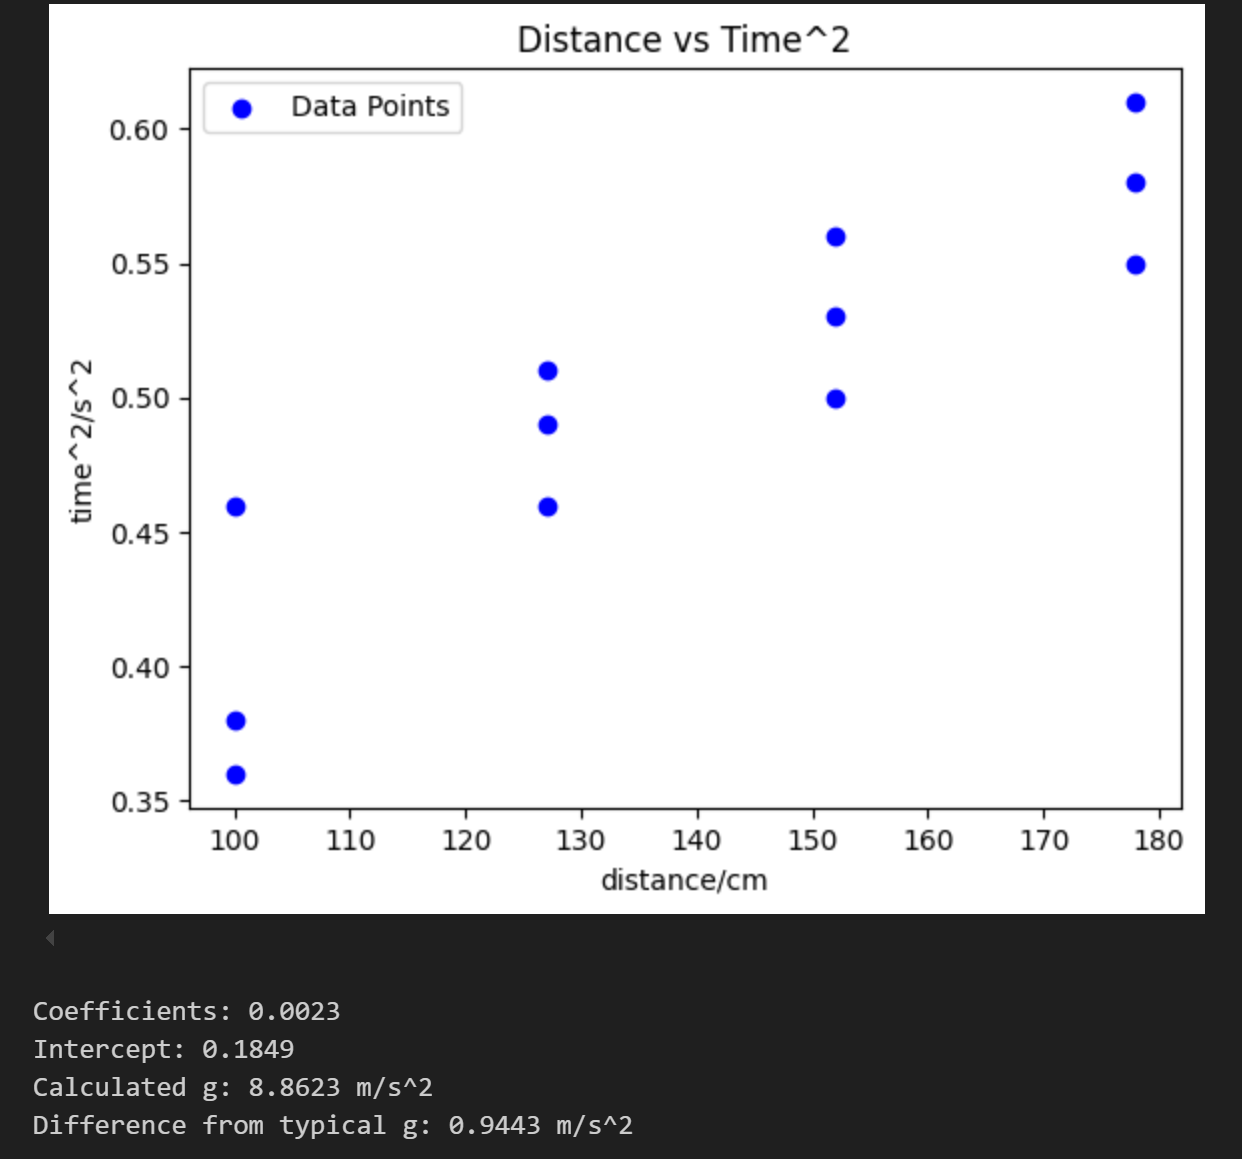 Distance vs Time^2
Data Points
0.60
0.55
0.50
0.45
0.40
0.35
time^2/s^2
100 110 120 130 140 150 160 170 180
distance/cm
Coefficients: 0.0023
Intercept: 0.1849
Calculated g: 8.8623 m/s^2
Difference from typical g: 0.9443 m/s^2